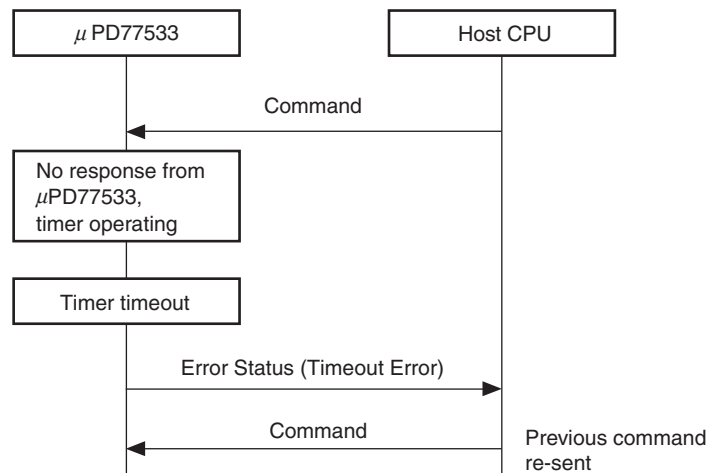 μ PD77533
Host CPU
Command
No response from
μPD77533,
timer operating
Timer timeout
Error Status (Timeout Error)
Command
Previous command
re-sent